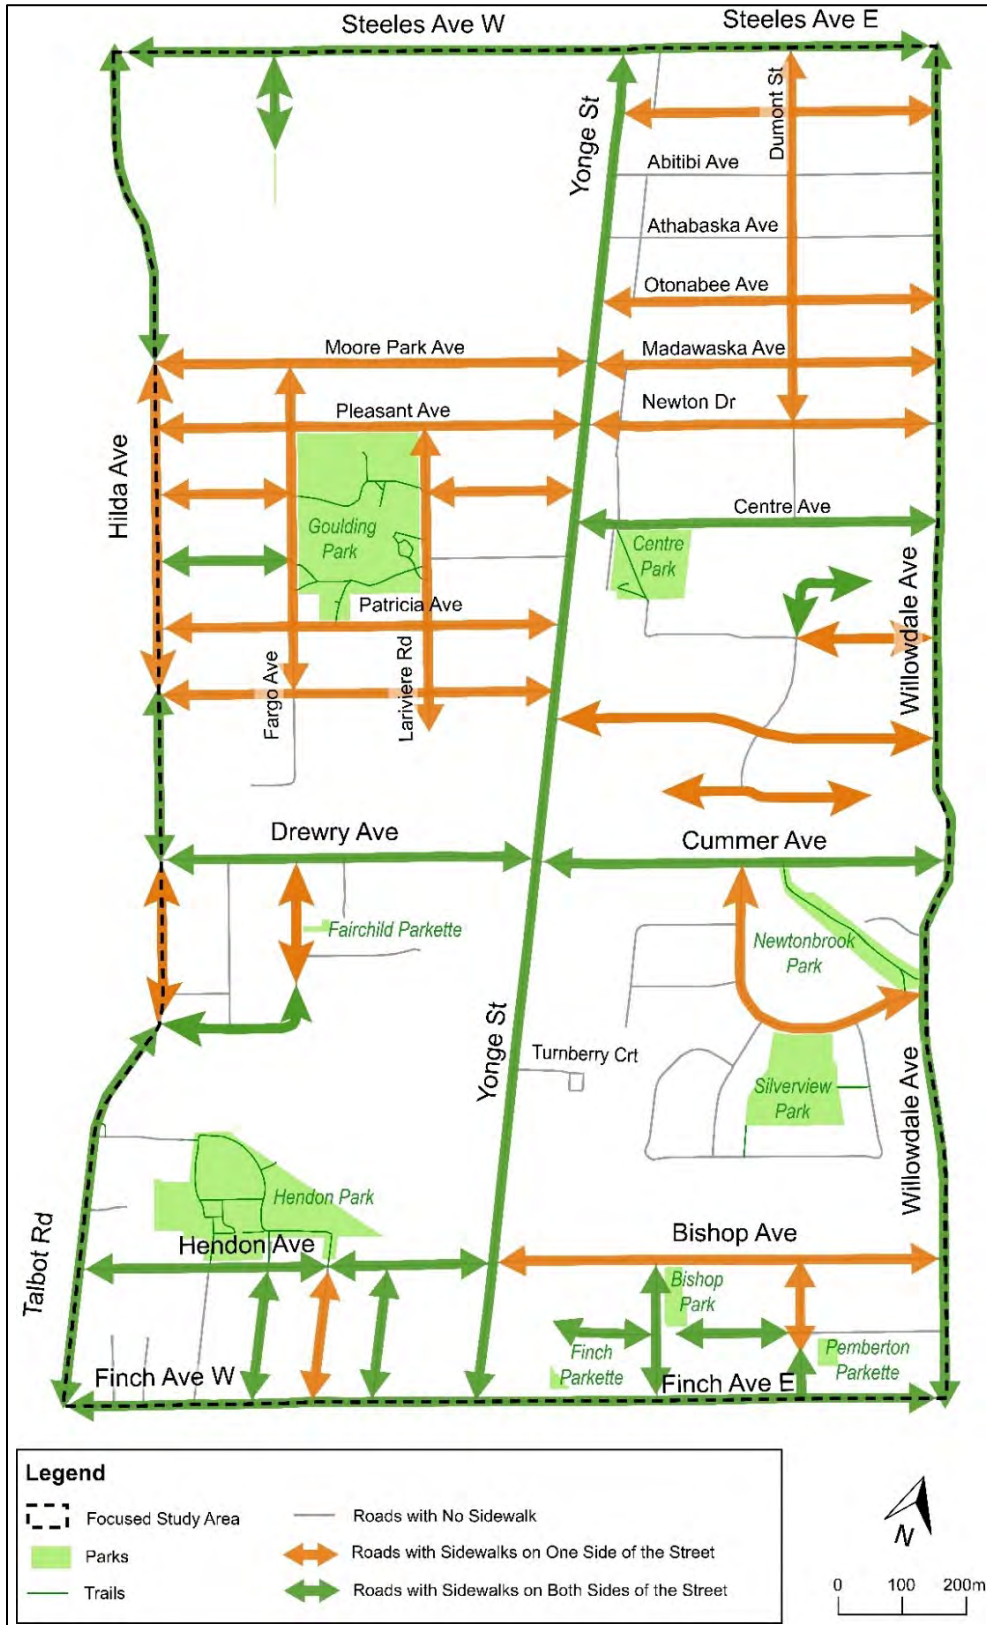 Steeles Ave W
Steeles Ave E
Dumont St
Yonge St
Abitibi Ave
Athabaska Ave
Otonabee Ave
Moore Park Ave
Madawaska Ave
Pleasant Ave
Newton Dr
Hilda Ave
Centre Ave
Goulding
Park
Centre
Park
Patricia Ave
Willowdale Ave
Fargo Ave
Lariviere Rd
Drewry Ave
Cummer Ave
Fairchild Parkette
Newtonbrook
Park
Yonge St
Turnberry Crt
Silverview
Park
Willowdale Ave
Hendon Park
Talbot Rd
Hendon Ave
Bishop Ave
Bishop
Park
Finch
Parkette
Pemberton
Parkette
Finch Ave W
Finch Ave E
Legend
Focused Study Area
Parks
Trails
Roads with No Sidewalk
Roads with Sidewalks on One Side of the Street
Roads with Sidewalks on Both Sides of the Street
N
0 100 200m